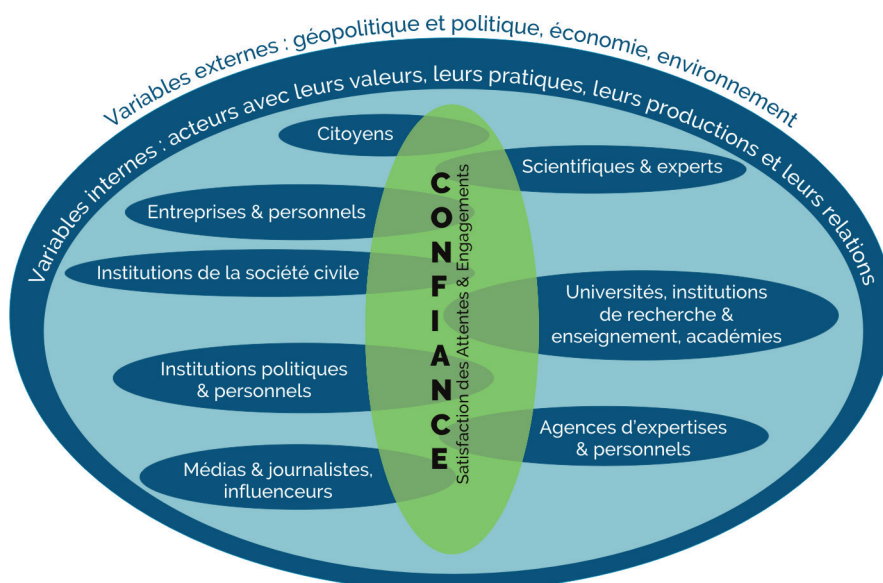 Variables externes : géopolitique et politique, économie, environnement
Variables internes : acteurs avec leurs valeurs, leurs pratiques, leurs productions et leurs relations
Citoyens
Scientifiques & experts
Entreprises & personnels
Institutions de la société civile
Universités, institutions
de recherche &
enseignement, académies
Institutions politiques
& personnels
Agences d’expertises
& personnels
Médias & journalistes,
influenceurs
CONFIANCE
Satisfaction des Attentes & Engagements